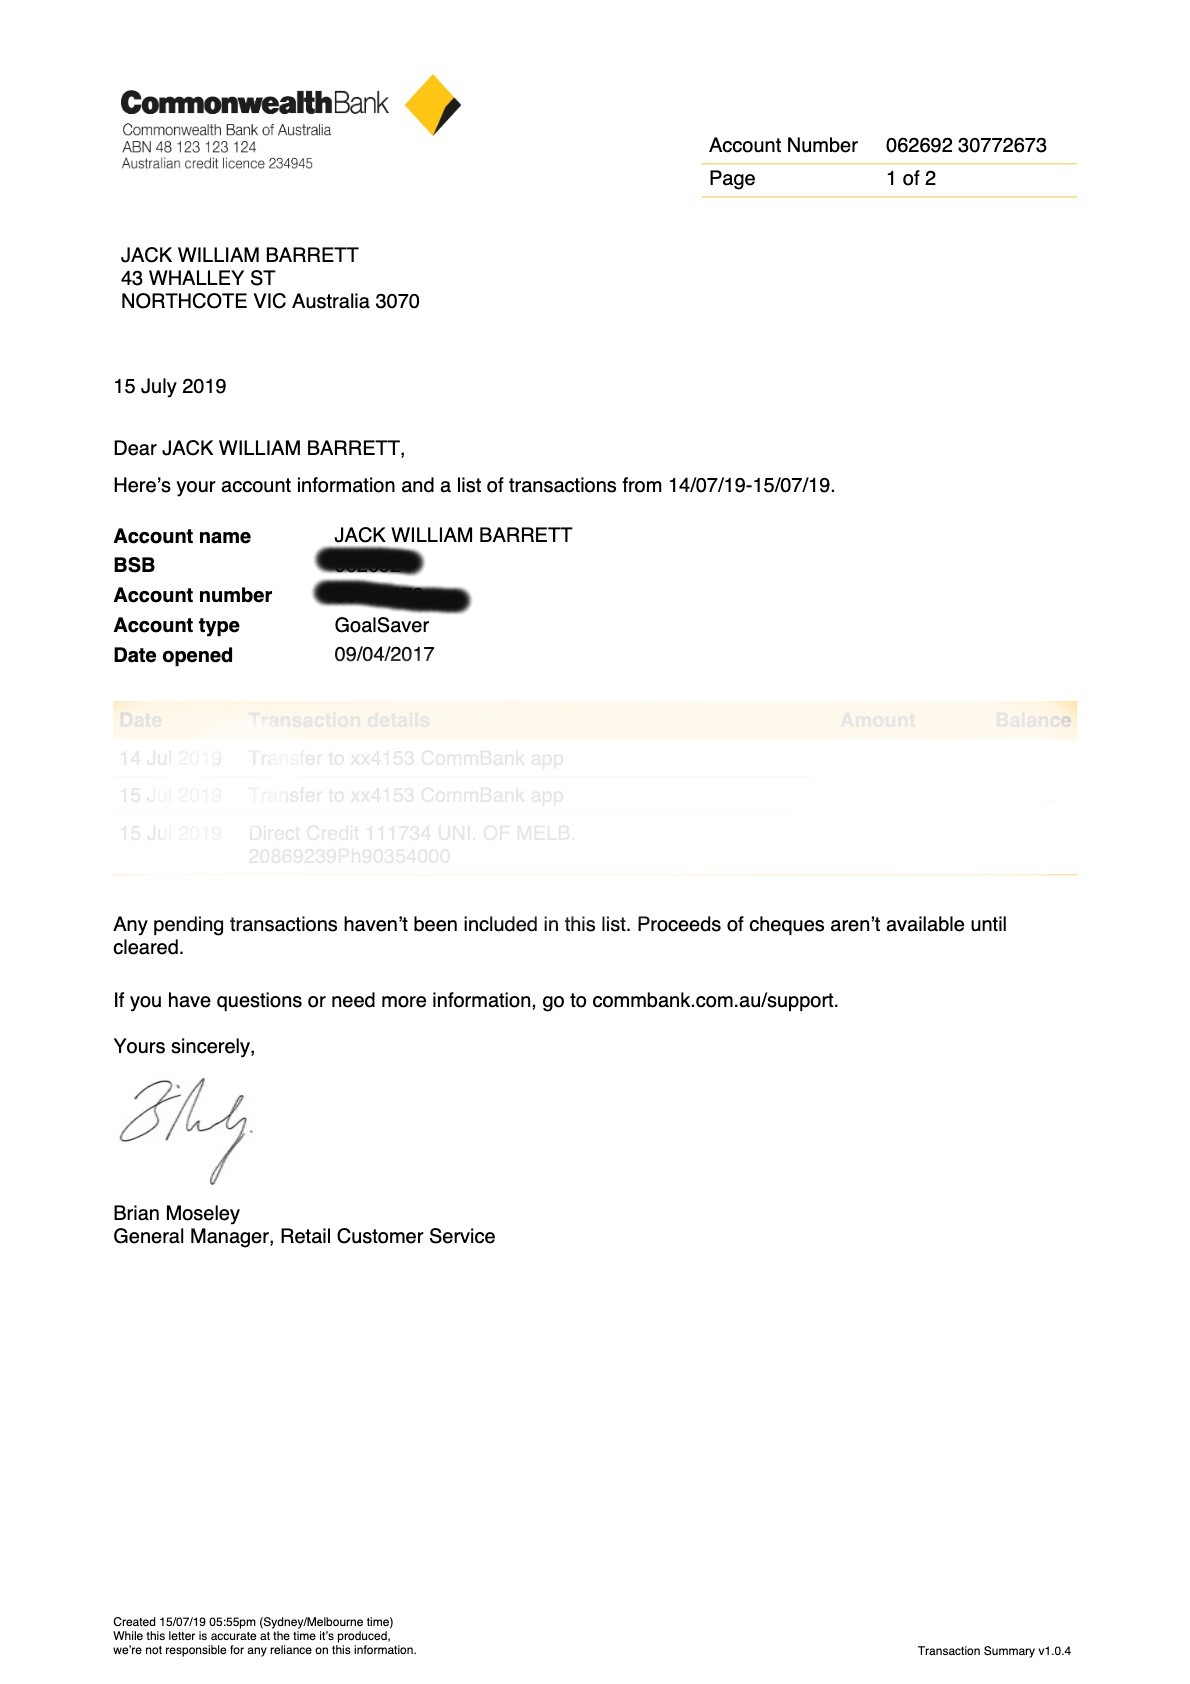 CommonwealthBank
Commonwealth Bank of Australia
ABN 48 123 123 124
Australian credit licence 234945
Account Number 062692 30772673
Page 1 of 2
JACK WILLIAM BARRETT
43 WHALLEY ST
NORTHCOTE VIC Australia 3070
15 July 2019
Dear JACK WILLIAM BARRETT,
Here's your account information and a list of transactions from 14/07/19-15/07/19.
Account name JACK WILLIAM BARRETT
BSB
Account number
Account type GoalSaver
Date opened 09/04/2017
Date Transaction details Amount Balance
14 Jul 2019 Transfer to xx4153 CommBank app
15 Jul 2019 Transfer to xx4153 CommBank app
15 Jul 2019 Direct Credit 111734 UNI. OF MELB.
20869239Ph90354000
Any pending transactions haven't been included in this list. Proceeds of cheques aren't available until
cleared.
If you have questions or need more information, go to commbank.com.au/support.
Yours sincerely,
Brian Moseley
General Manager, Retail Customer Service
Created 15/07/19 05:55pm (Sydney/Melbourne time)
While this letter is accurate at the time it's produced,
we're not responsible for any reliance on this information.
Transaction Summary v1.0.4